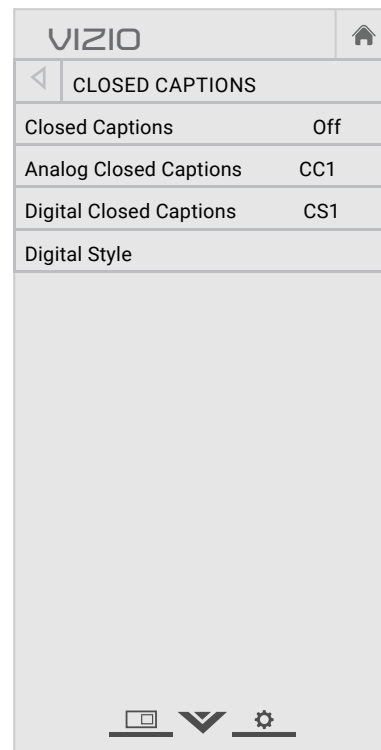 VIZIO
CLOSED CAPTIONS
Closed Captions Off
Analog Closed Captions CC1
Digital Closed Captions CS1
Digital Style